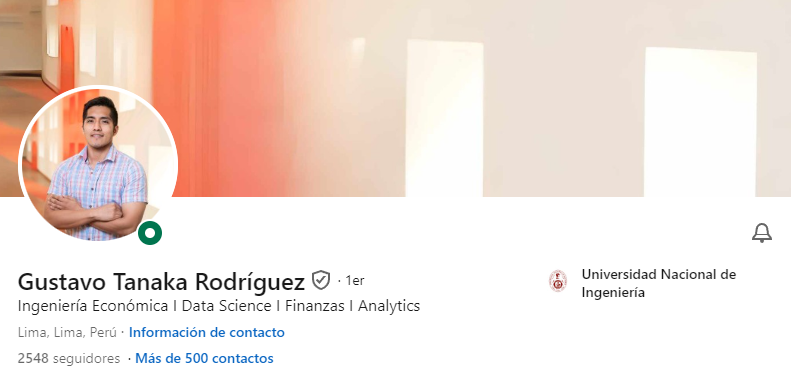 Gustavo Tanaka Rodríguez · 1er
Ingeniería Económica I Data Science I Finanzas I Analytics
Lima, Lima, Perú · Información de contacto
2548 seguidores · Más de 500 contactos
Universidad Nacional de
Ingeniería